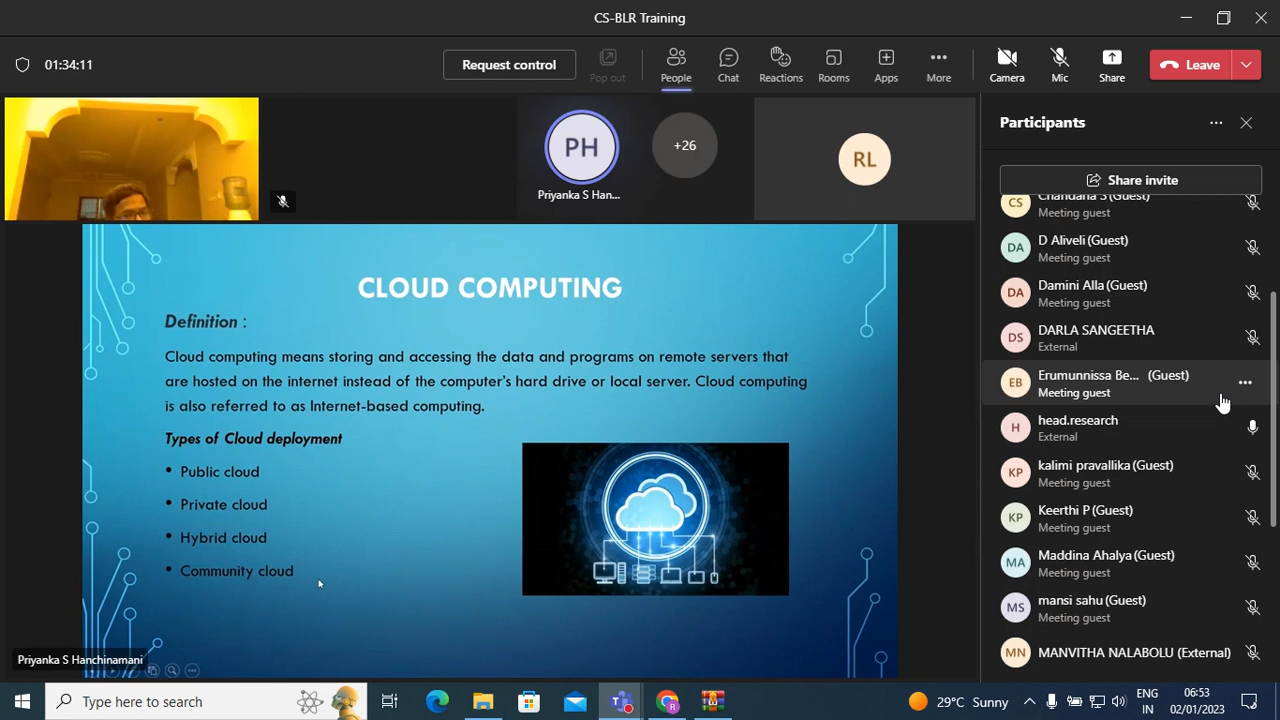 CS-BLR Training
01:34:11
Request control
Pop out
People
Chat
Reactions
Rooms
Apps
More
Camera
Mic
Share
Leave
PH
Priyanka S Han...
+26
RL
CLOUD COMPUTING
Definition :
Cloud computing means storing and accessing the data and programs on remote servers that
are hosted on the internet instead of the computer's hard drive or local server. Cloud computing
is also referred to as Internet-based computing.
Types of Cloud deployment
• Public cloud
• Private cloud
• Hybrid cloud
• Community cloud
Priyanka S Hanchinamani
Participants
Share invite
CS
Chandana S (Guest)
Meeting guest
DA
D Aliveli (Guest)
Meeting guest
DA
Damini Alla (Guest)
Meeting guest
DS
DARLA SANGEETHA
External
EB
Erumunnissa Be... (Guest)
Meeting guest
H
head.research
External
KP
kalimi pravallika (Guest)
Meeting guest
KP
Keerthi P (Guest)
Meeting guest
MA
Maddina Ahalya (Guest)
Meeting guest
MS
mansi sahu (Guest)
Meeting guest
MN
MANVITHA NALABOLU (External)
Type here to search
29°C Sunny
ENG
IN
06:53
02/01/2023